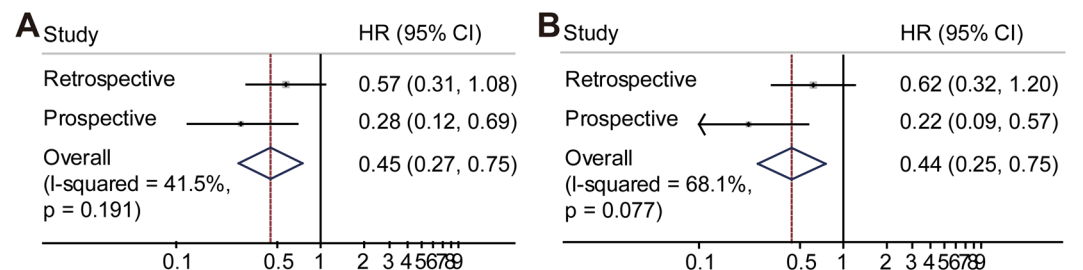 A Study HR (95% CI)
Retrospective 0.57 (0.31, 1.08)
Prospective 0.28 (0.12, 0.69)
Overall 0.45 (0.27, 0.75)
(I-squared = 41.5%,
p = 0.191)
0.1 0.5 1 2 3 4 5 6 7 8 9
B Study HR (95% CI)
Retrospective 0.62 (0.32, 1.20)
Prospective 0.22 (0.09, 0.57)
Overall 0.44 (0.25, 0.75)
(I-squared = 68.1%,
p = 0.077)
0.1 0.5 1 2 3 4 5 6 7 8 9